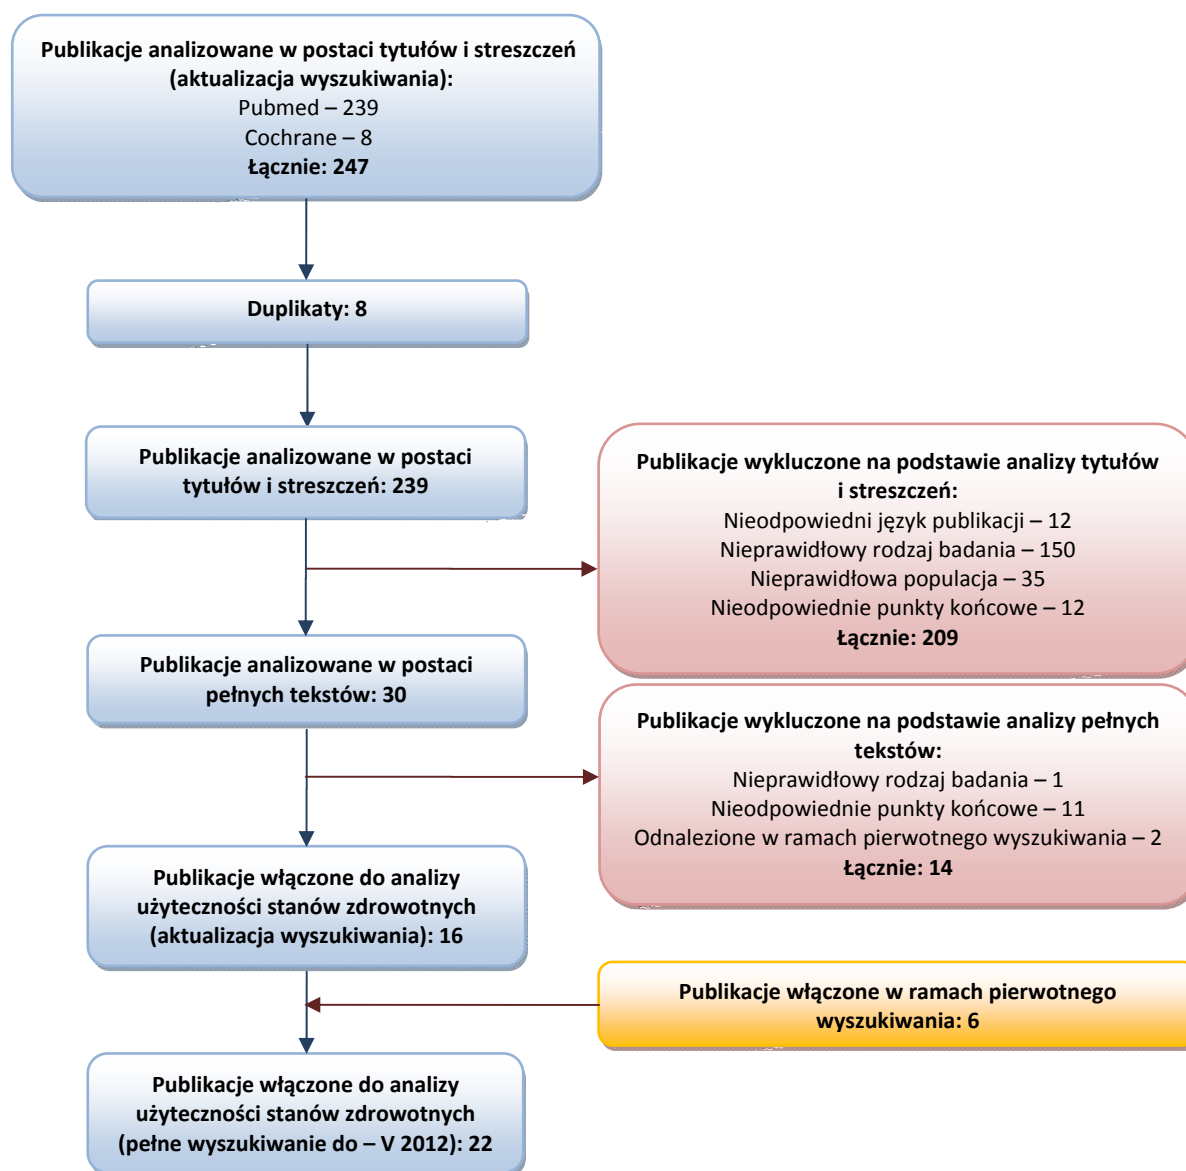 Publikacje analizowane w postaci tytułów i streszczeń
(aktualizacja wyszukiwania):
Pubmed – 239
Cochrane – 8
Łącznie: 247
Duplikaty: 8
Publikacje analizowane w postaci
tytułów i streszczeń: 239
Publikacje wykluczone na podstawie analizy tytułów
i streszczeń:
Nieodpowiedni język publikacji – 12
Nieprawidłowy rodzaj badania – 150
Nieprawidłowa populacja – 35
Nieodpowiednie punkty końcowe – 12
Łącznie: 209
Publikacje analizowane w postaci
pełnych tekstów: 30
Publikacje wykluczone na podstawie analizy pełnych
tekstów:
Nieprawidłowy rodzaj badania – 1
Nieodpowiednie punkty końcowe – 11
Odnalezione w ramach pierwotnego wyszukiwania – 2
Łącznie: 14
Publikacje włączone do analizy
użyteczności stanów zdrowotnych
(aktualizacja wyszukiwania): 16
Publikacje włączone w ramach pierwotnego
wyszukiwania: 6
Publikacje włączone do analizy
użyteczności stanów zdrowotnych
(pełne wyszukiwanie do – V 2012): 22